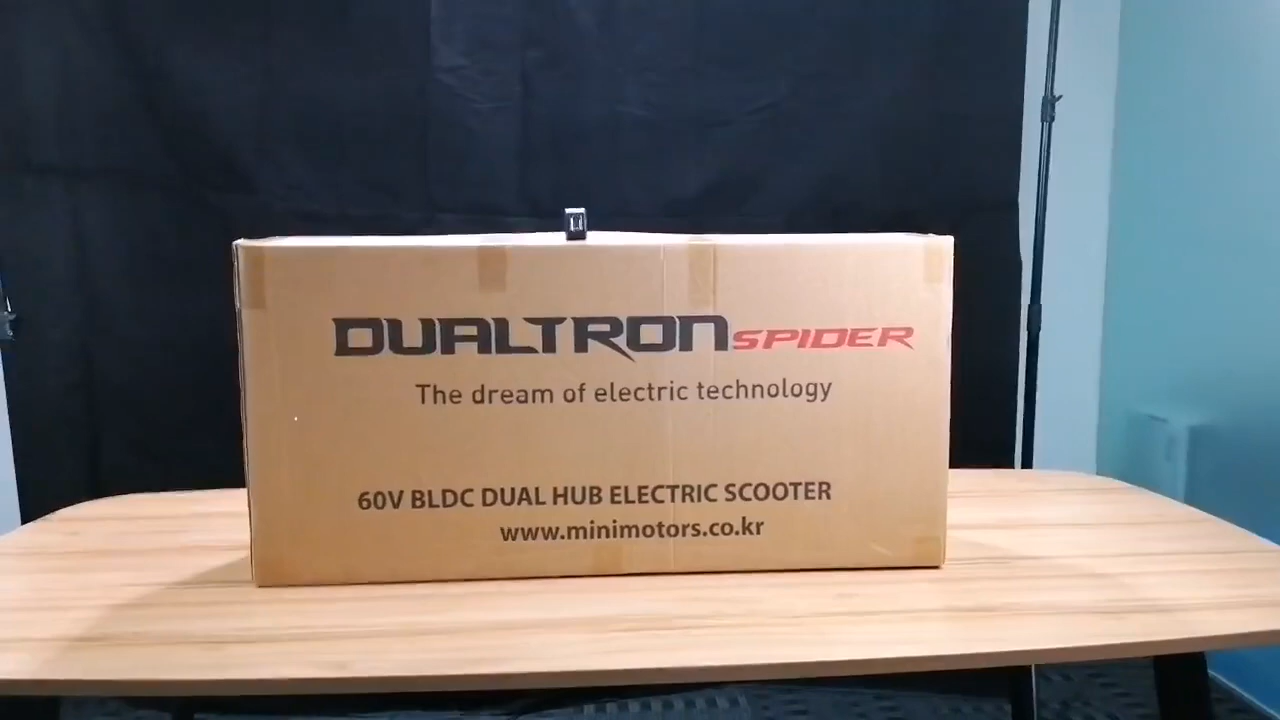 DUALTRON SPIDER
The dream of electric technology
60V BLDC DUAL HUB ELECTRIC SCOOTER
www.minimotors.co.kr